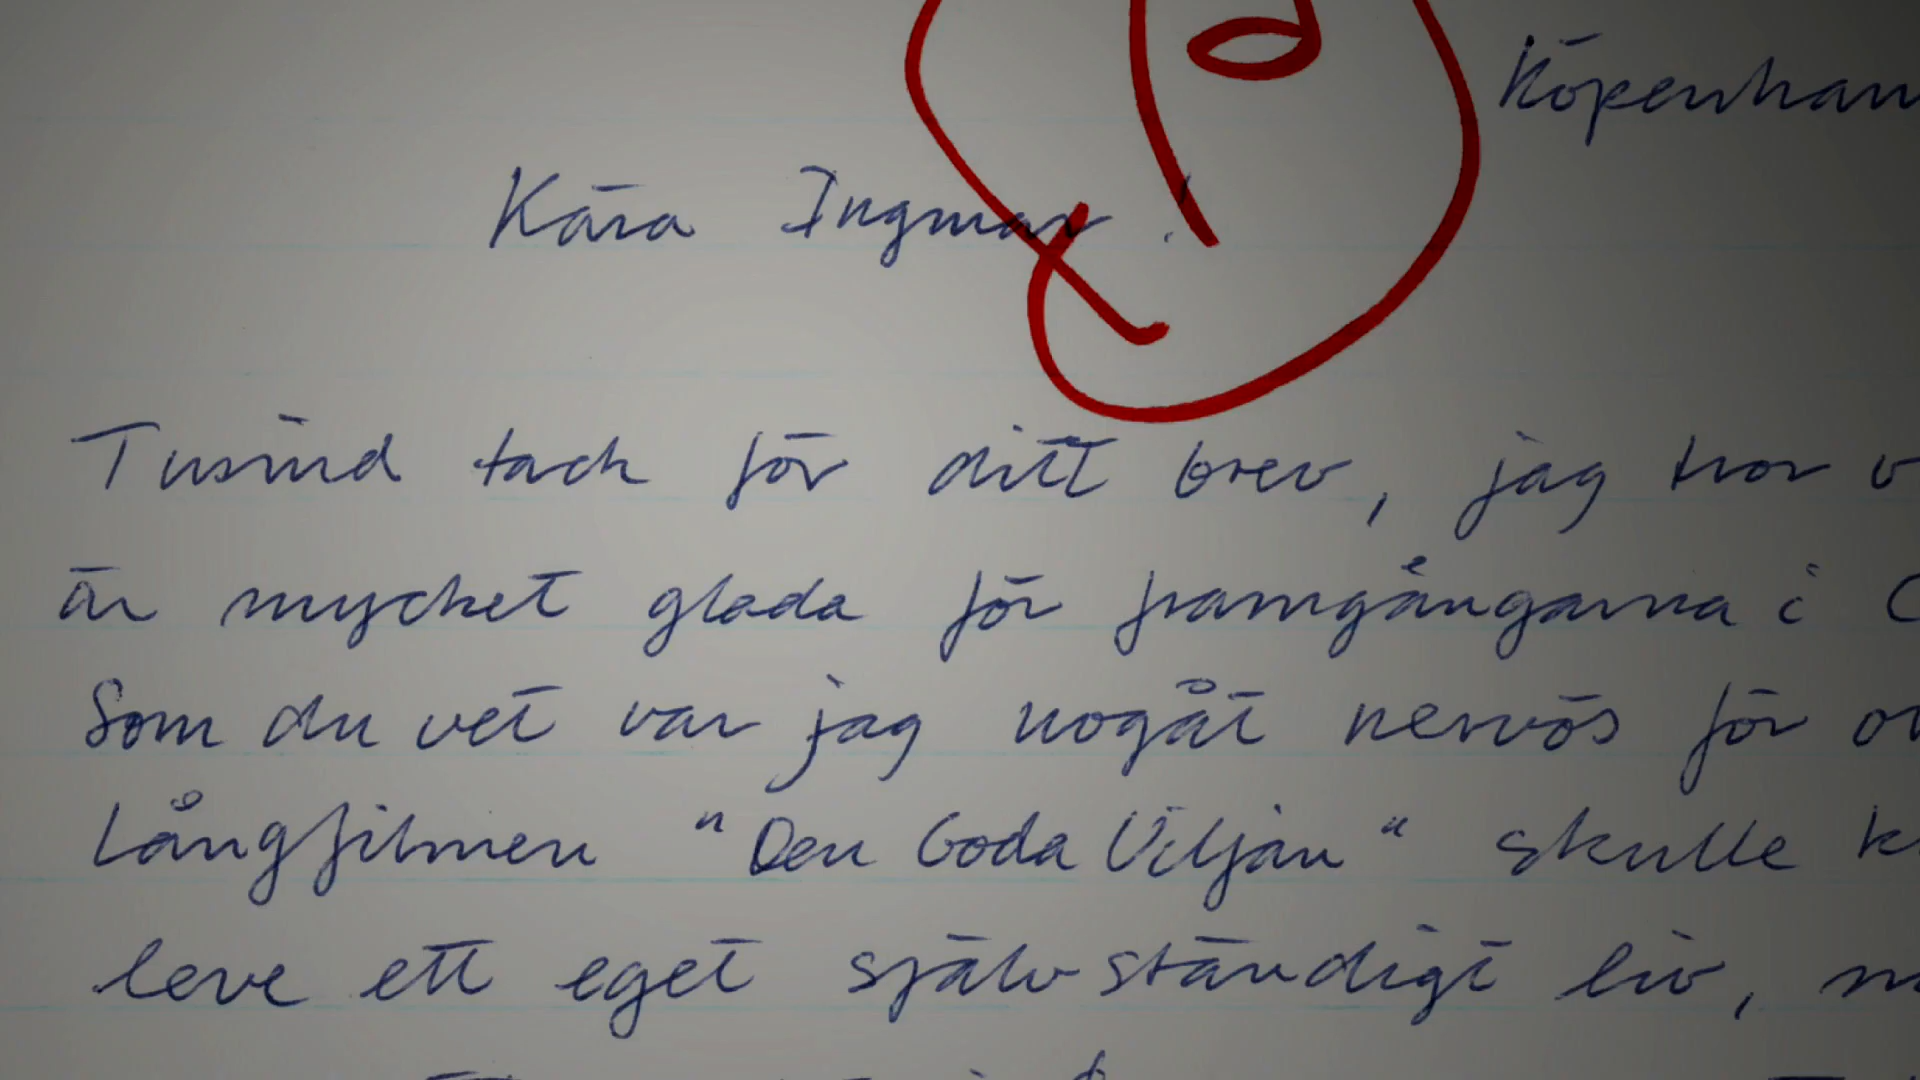 Köpenhamn
Kära Ingmar!
Tusind tack för ditt brev, jag tror
är mycket glada för framgångarna i
Som du vet var jag nogåt nervös för
Långfilmen "Den Goda Viljan" skulle
leve ett eget självständigt liv,